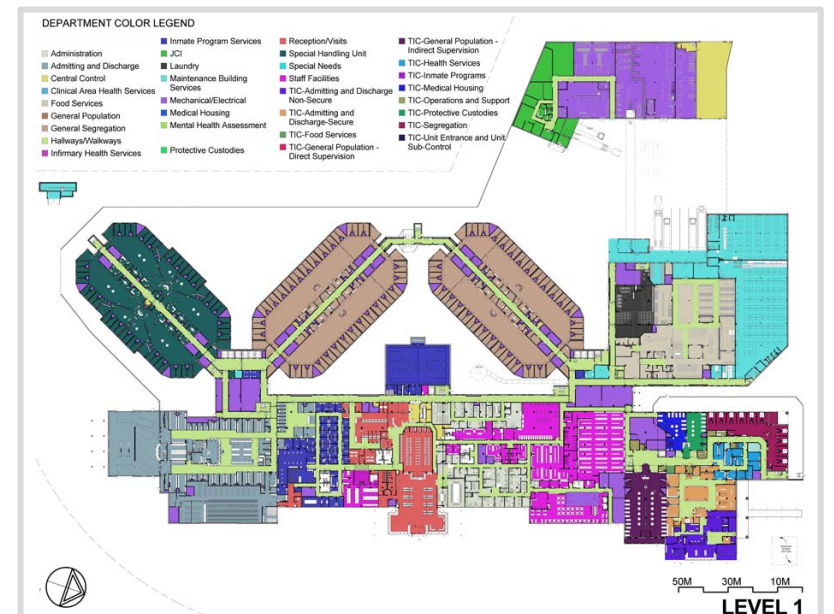 DEPARTMENT COLOR LEGEND
Administration
Admitting and Discharge
Central Control
Clinical Area Health Services
Food Services
General Population
General Segregation
Hallways/Walkways
Infirmary Health Services
Inmate Program Services
JCI
Laundry
Maintenance Building
Services
Mechanical/Electrical
Medical Housing
Mental Health Assessment
Protective Custodies
Reception/Visits
Special Handling Unit
Special Needs
Staff Facilities
TIC-Admitting and Discharge
Non-Secure
TIC-Admitting and
Discharge-Secure
TIC-Food Services
TIC-General Population -
Direct Supervision
TIC-General Population -
Indirect Supervision
TIC-Health Services
TIC-Inmate Programs
TIC-Medical Housing
TIC-Operations and Support
TIC-Protective Custodies
TIC-Segregation
TIC-Unit Entrance and Unit
Sub-Control
50M 30M 10M
LEVEL 1